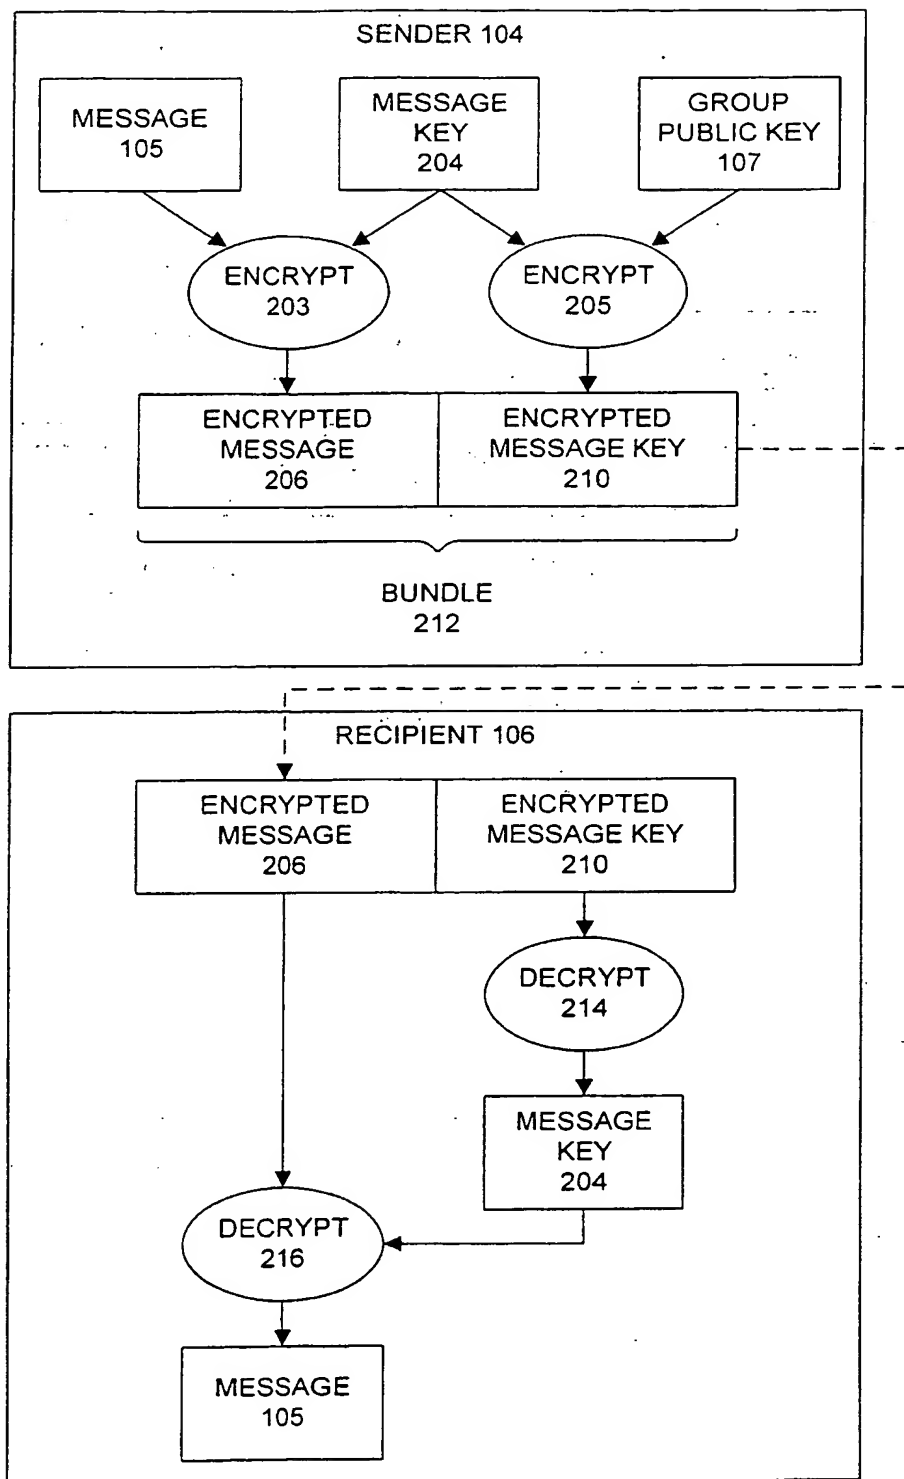 SENDER 104
MESSAGE
105
MESSAGE
KEY
204
GROUP
PUBLIC KEY
107
ENCRYPT
203
ENCRYPT
205
ENCRYPTED
MESSAGE
206
ENCRYPTED
MESSAGE KEY
210
BUNDLE
212
RECIPIENT 106
ENCRYPTED
MESSAGE
206
ENCRYPTED
MESSAGE KEY
210
DECRYPT
214
MESSAGE
KEY
204
DECRYPT
216
MESSAGE
105